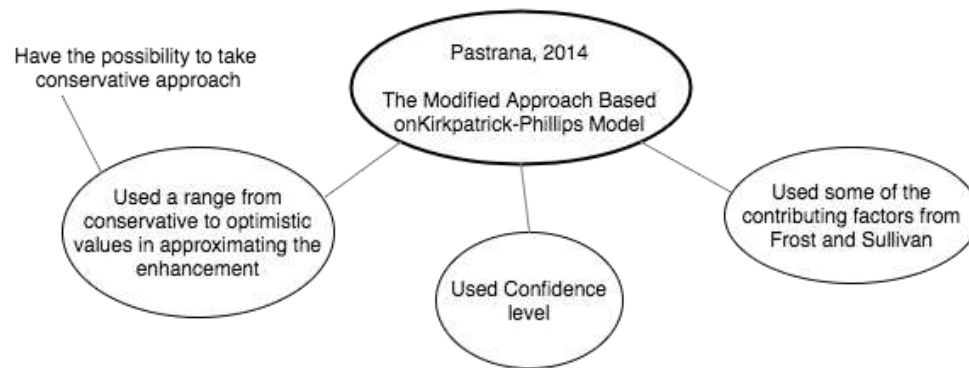 Have the possibility to take
conservative approach
Pastrana, 2014
The Modified Approach Based
onKirkpatrick-Phillips Model
Used a range from
conservative to optimistic
values in approximating the
enhancement
Used Confidence
level
Used some of the
contributing factors from
Frost and Sullivan